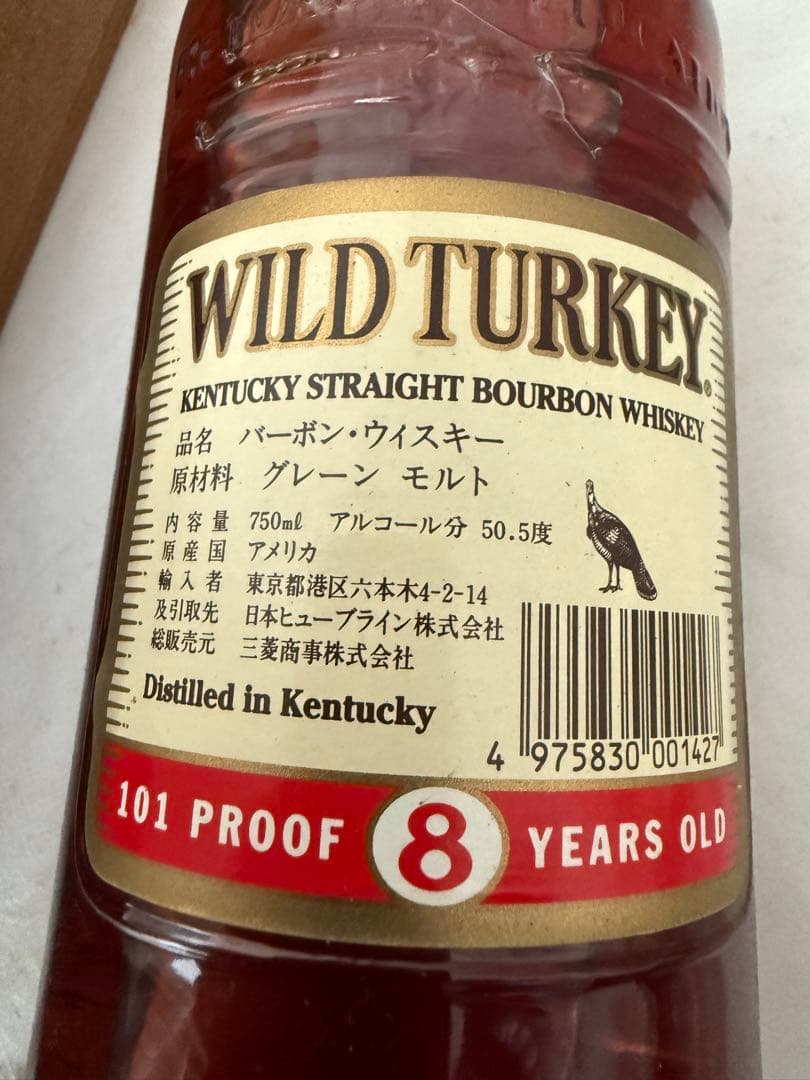 WILD TURKEY®
KENTUCKY STRAIGHT BOURBON WHISKEY
品名 バーボン・ウイスキー
原材料 グレーン モルト
内容量 750mℓ アルコール分 50.5度
原産国 アメリカ
輸入者 東京都港区六本木4-2-14
及引取先 日本ヒューブライン株式会社
総販売元 三菱商事株式会社
Distilled in Kentucky
4 975830 001427
101 PROOF 8 YEARS OLD